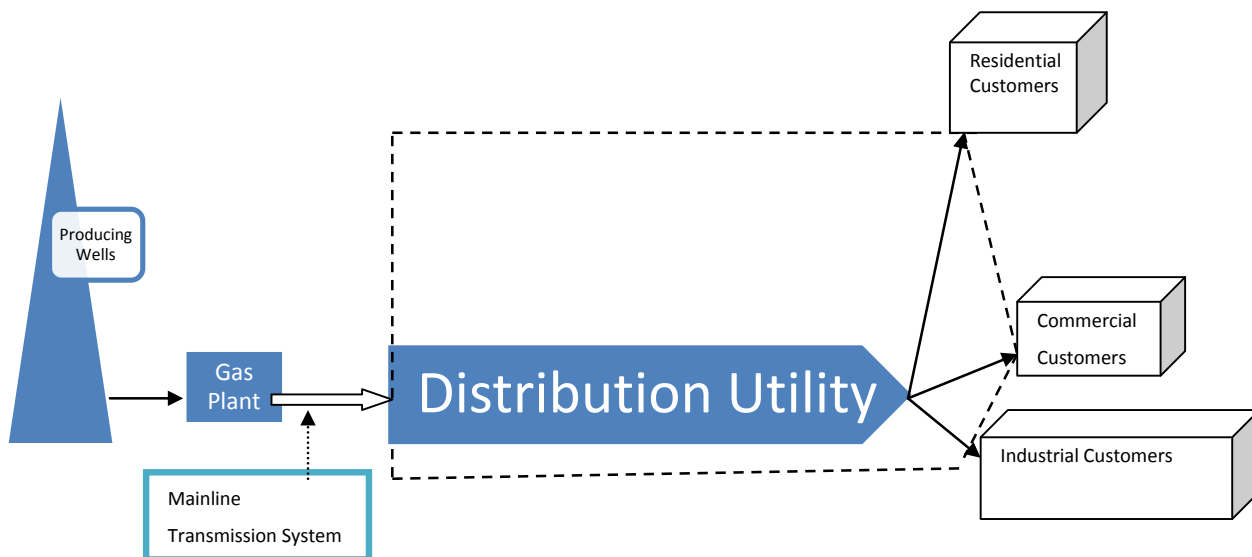 Residential
Customers
Producing
Wells
Commercial
Customers
Gas
Plant
Distribution Utility
Industrial Customers
Mainline
Transmission System